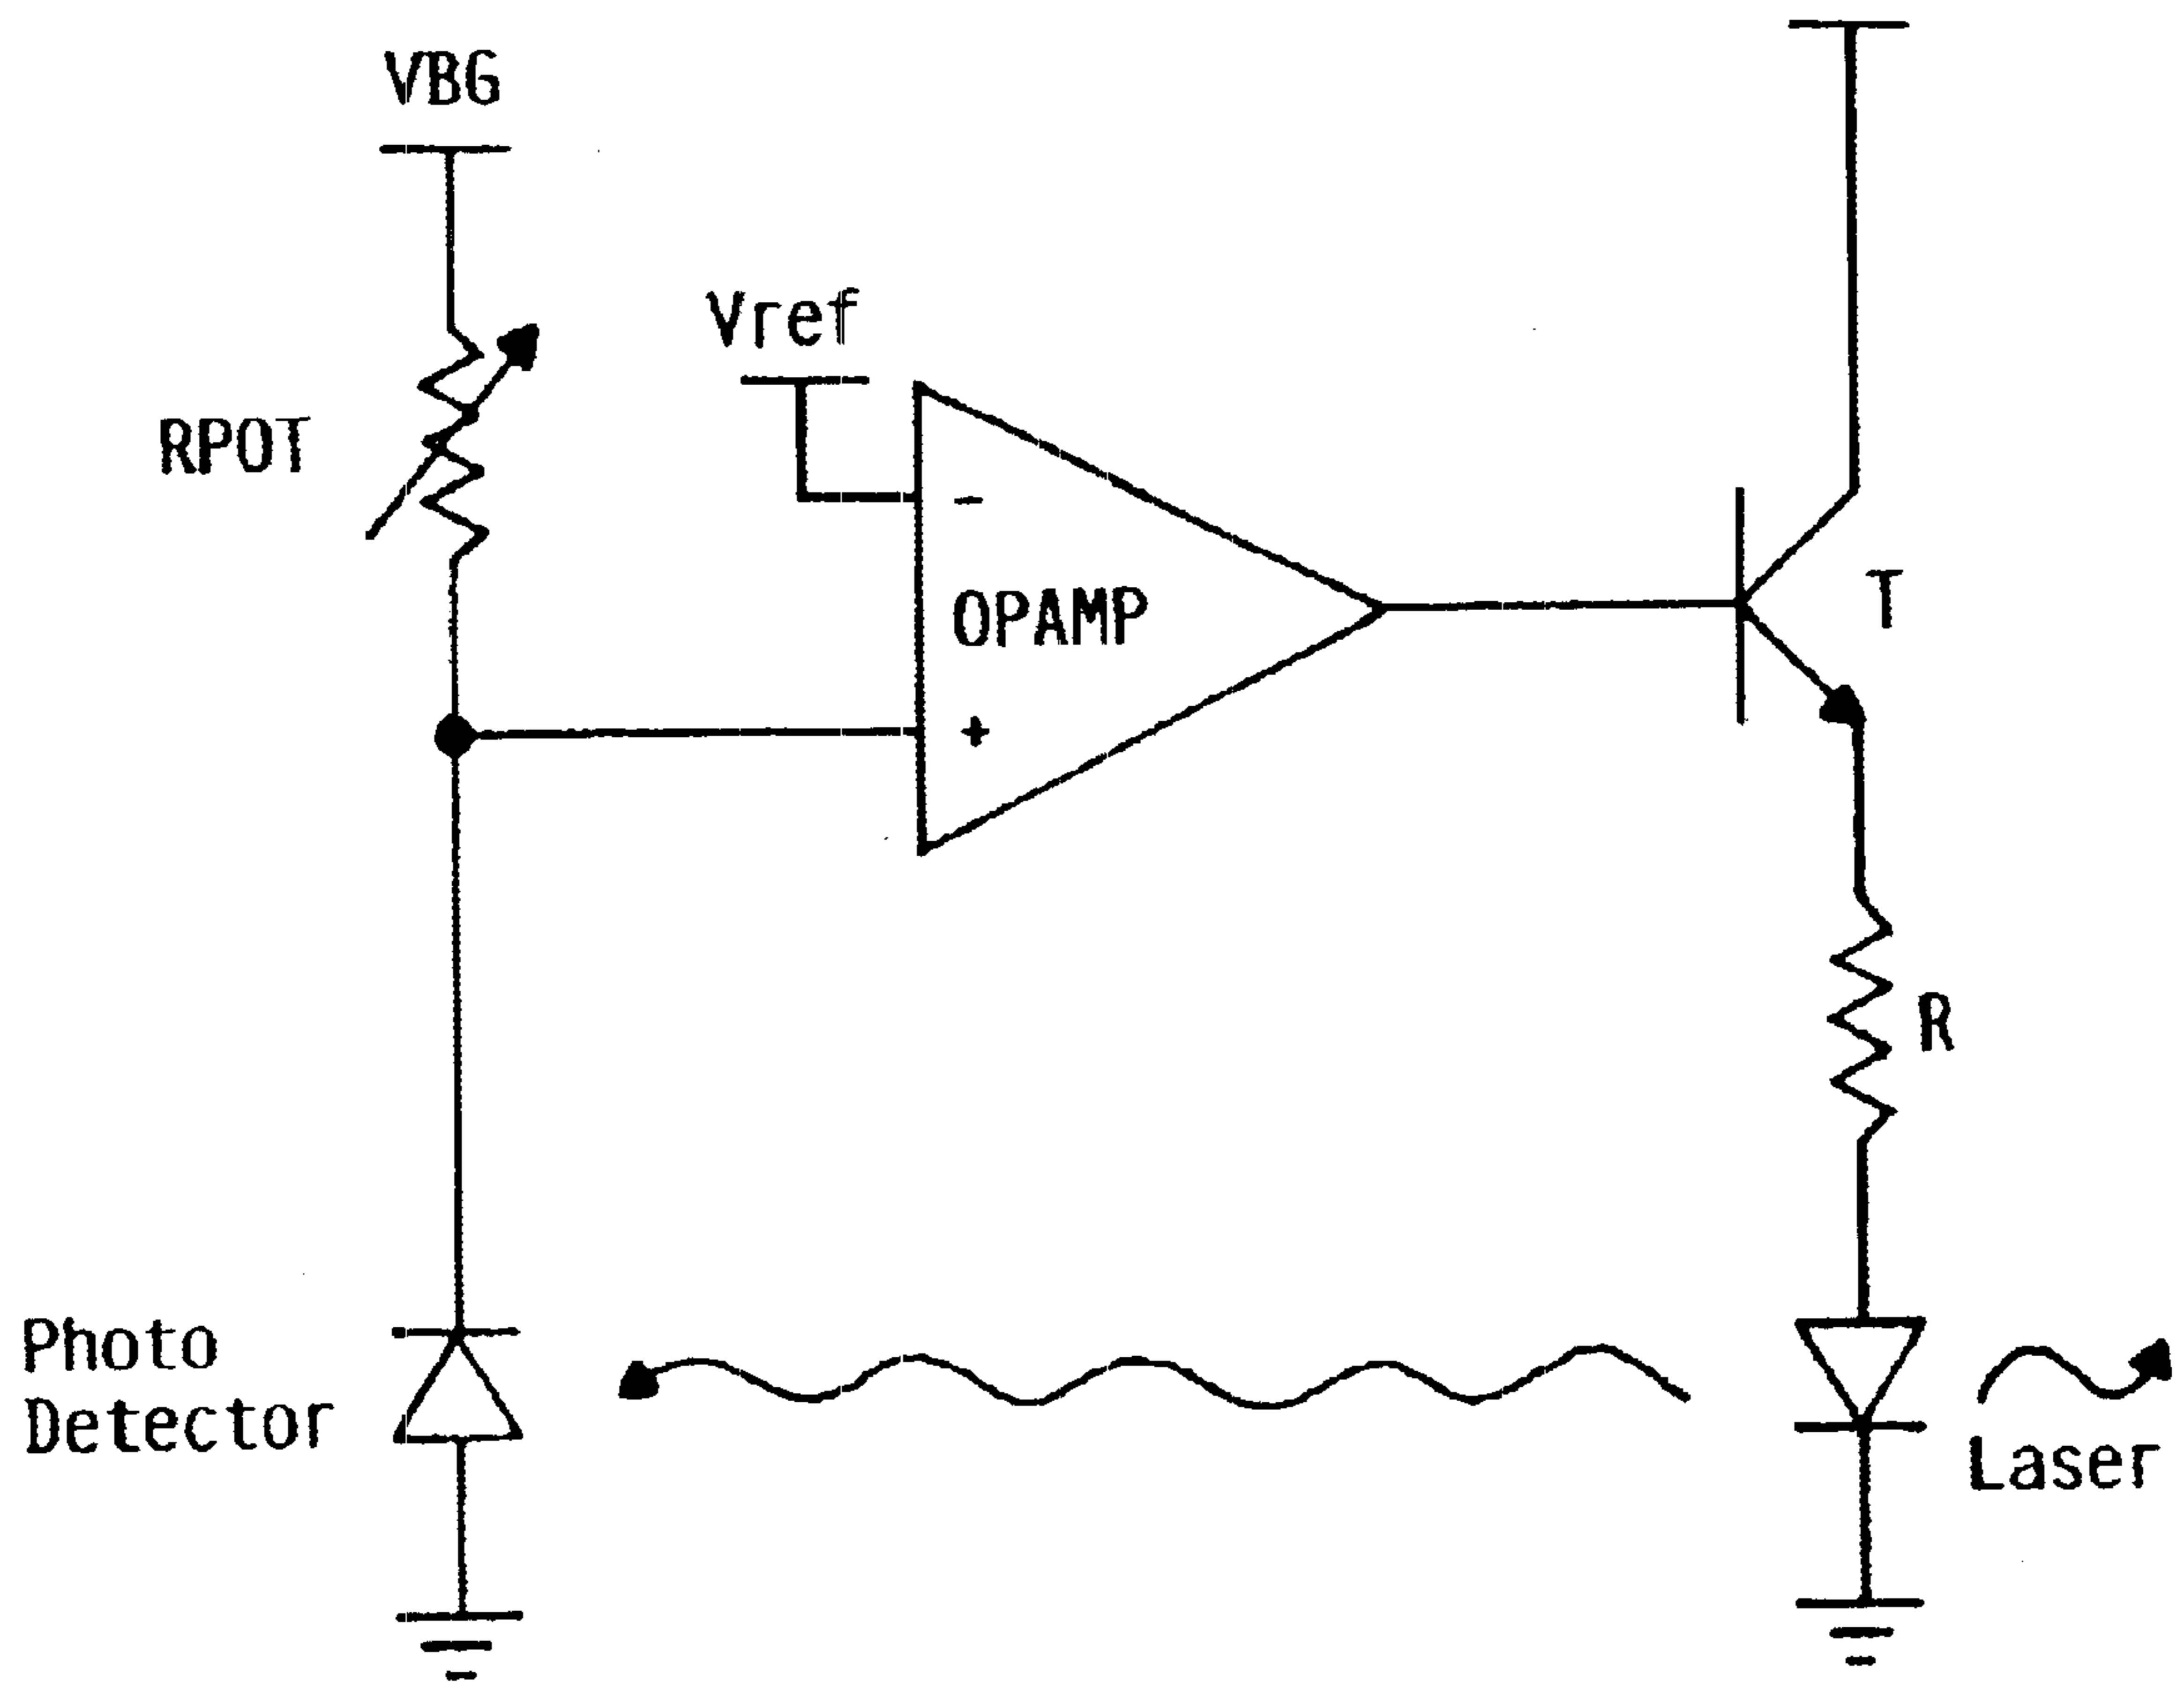 VBG
Vref
RPOT
-
OPAMP
T
+
R
Photo
Detector
Laser